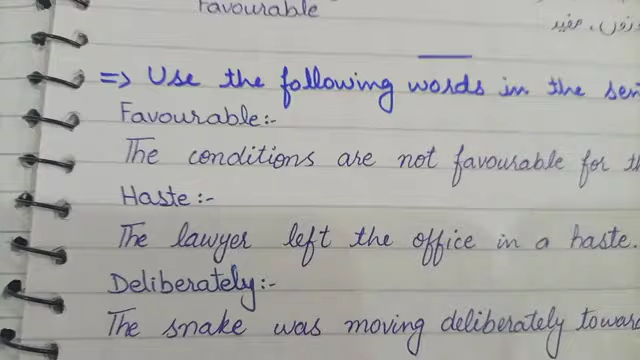 Favourable
مفید
=> Use the following words in the
Favourable:-
The conditions are not favourable for
Haste:-
The lawyer left the office in a haste.
Deliberately:-
The snake was moving deliberately